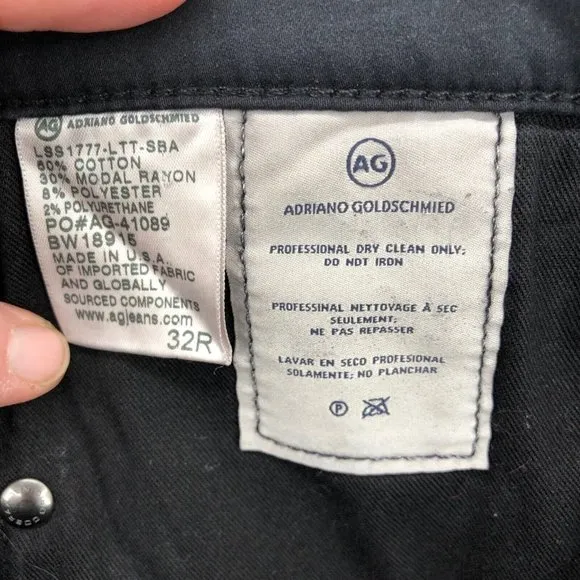 AG ADRIANO GOLDSCHMIED
LSS1777-LTT-SBA
60% COTTON
30% MODAL RAYON
8% POLYESTER
2% POLYURETHANE
PO#AG-41089
BW18915
MADE IN U.S.A.
OF IMPORTED FABRIC
AND GLOBALLY
SOURCED COMPONENTS
www.agjeans.com
32R
AG
ADRIANO GOLDSCHMIED
PROFESSIONAL DRY CLEAN ONLY;
DO NOT IRON
PROFESSINAL NETTOYAGE À SEC
SEULEMENT;
NE PAS REPASSER
LAVAR EN SECO PROFESIONAL
SOLAMENTE; NO PLANCHAR
P